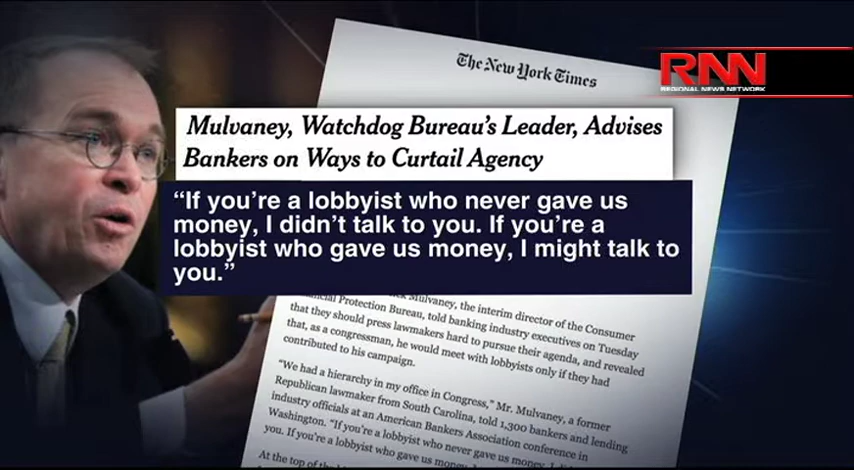 The New York Times
RNN
REGIONAL NEWS NETWORK
Mulvaney, Watchdog Bureau's Leader, Advises
Bankers on Ways to Curtail Agency
“If you’re a lobbyist who never gave us
money, I didn’t talk to you. If you’re a
lobbyist who gave us money, I might talk to
you.”
Mulvaney, the interim director of the Consumer
Protection Bureau, told banking industry executives on Tuesday
that they should press lawmakers hard to pursue their agenda, and revealed
that, as a congressman, he would meet with lobbyists only if they had
contributed to his campaign.
“We had a hierarchy in my office in Congress,” Mr. Mulvaney, a former
Republican lawmaker from South Carolina, told 1,300 bankers and lending
industry officials at an American Bankers Association conference in
Washington. “If you’re a lobbyist who never gave us money, I
you. If you’re a lobbyist who gave us money,
At the top of the